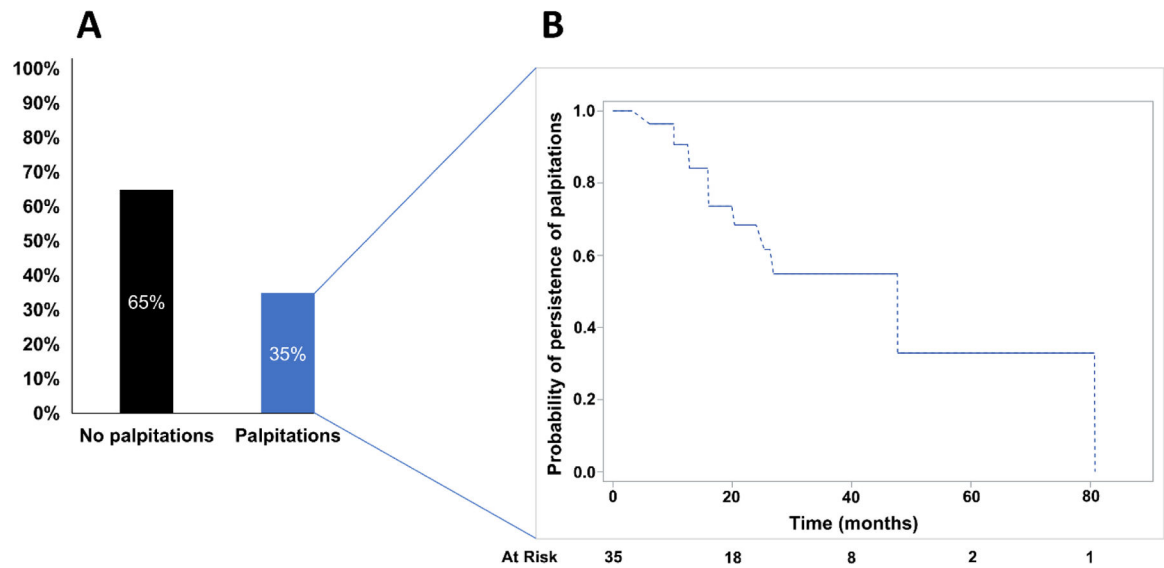 A
100%
90%
80%
70%
60%
50%
40%
30%
20%
10%
0%
65%
35%
No palpitations Palpitations
B
Probability of persistence of palpitations
1.0
0.8
0.6
0.4
0.2
0.0
0 20 40 60 80
Time (months)
At Risk 35 18 8 2 1